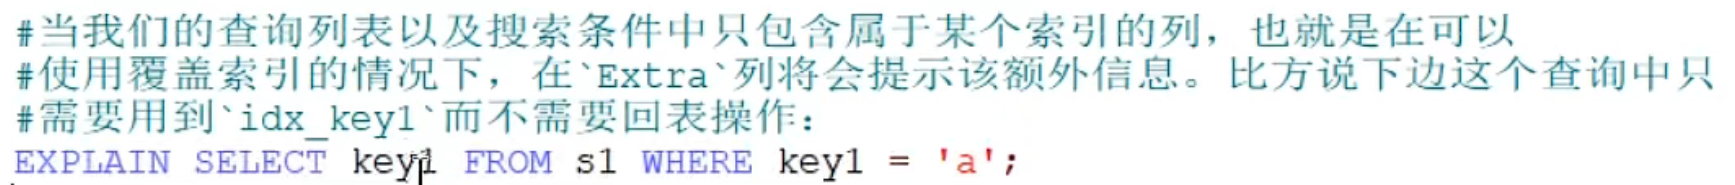 #当我们的查询列表以及搜索条件中只包含属于某个索引的列，也就是在可以
#使用覆盖索引的情况下，在`Extra`列将会提示该额外信息。比方说下边这个查询中只
#需要用到`idx_key1`而不需要回表操作：
EXPLAIN SELECT key1 FROM s1 WHERE key1 = 'a';